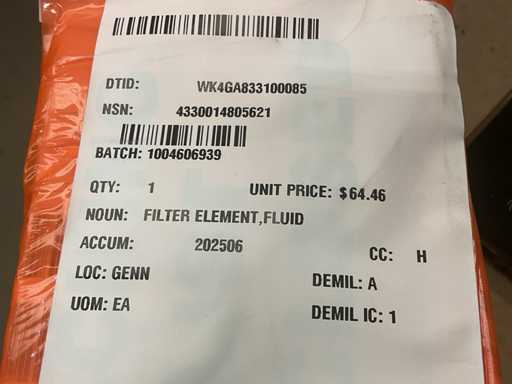 DTID: WK4GA833100085
NSN: 4330014805621
BATCH: 1004606939
QTY: 1 UNIT PRICE: $64.46
NOUN: FILTER ELEMENT,FLUID
ACCUM: 202506
CC: H
LOC: GENN DEMIL: A
UOM: EA DEMIL IC: 1